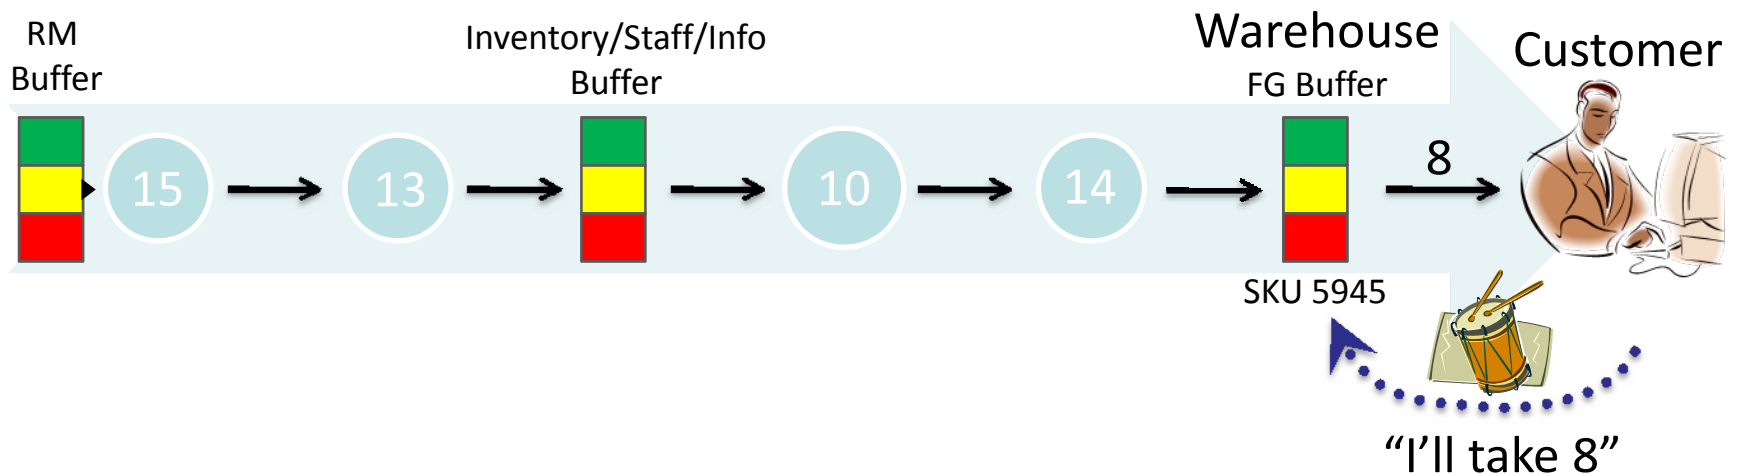 RM
Buffer
Inventory/Staff/Info
Buffer
Warehouse
FG Buffer
Customer
15
13
10
14
8
SKU 5945
“I’ll take 8”